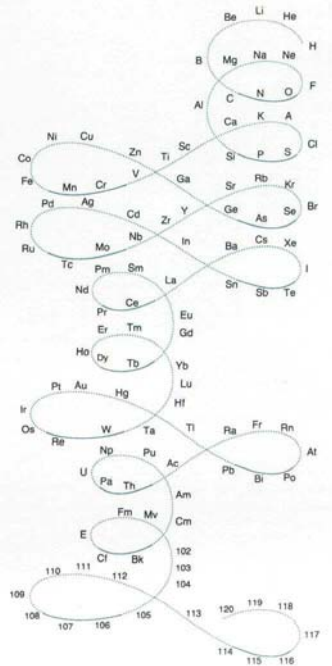 Be Li He
H
B Mg Na Ne
F
C N O
Al
Ca K A
Cl
Si P S
Ni Cu Zn Ti Sc
Co
V
Fe Mn Cr Ga Sr Rb Kr
Pd Ag Cd Zr Y Ge As Se Br
Rh Nb In Ba Cs Xe
Ru Tc Mo
I
Pm Sm La Sn Sb Te
Nd
Pr Ce
Eu
Gd
Er Tm
Ho Dy Tb Yb
Lu
Pt Au Hg Hf
Ir
Os Re W Ta Tl Ra Fr Rn
At
Np Pu Ac Pb Bi Po
U
Pa Th
Am
Fm Mv
Cm
E
Cf Bk 102
103
110 111 112 104
109
108 107 106 105 113 120 119 118
117
114 115 116